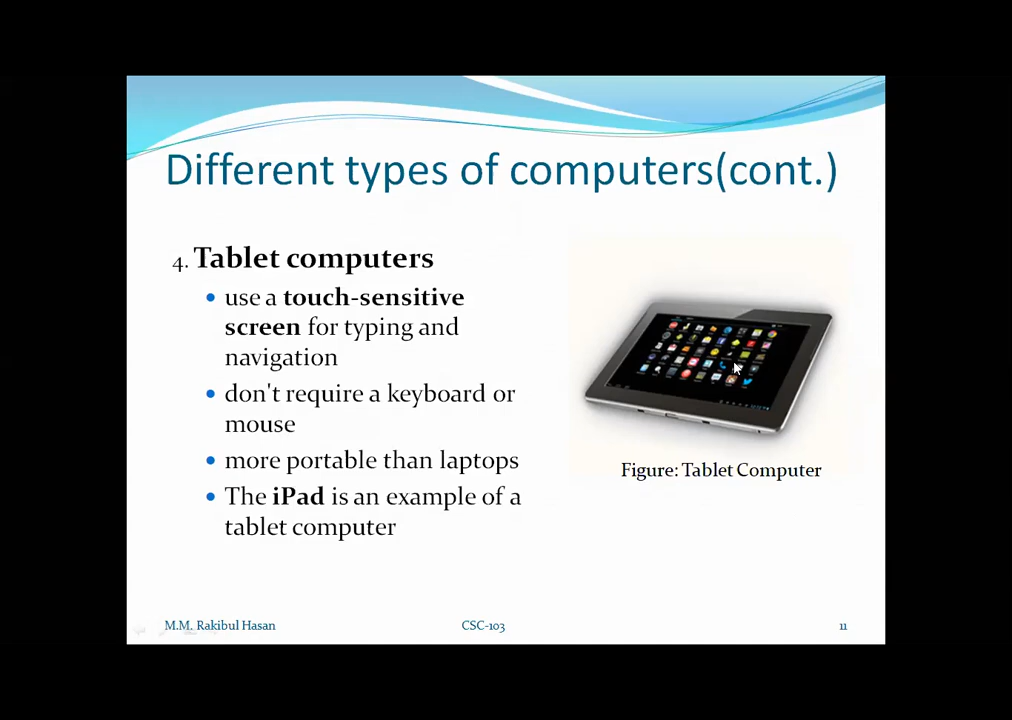 Different types of computers(cont.)
4. Tablet computers
• use a touch-sensitive
screen for typing and
navigation
• don't require a keyboard or
mouse
• more portable than laptops
• The iPad is an example of a
tablet computer
Figure: Tablet Computer
M.M. Rakibul Hasan
CSC-103
11